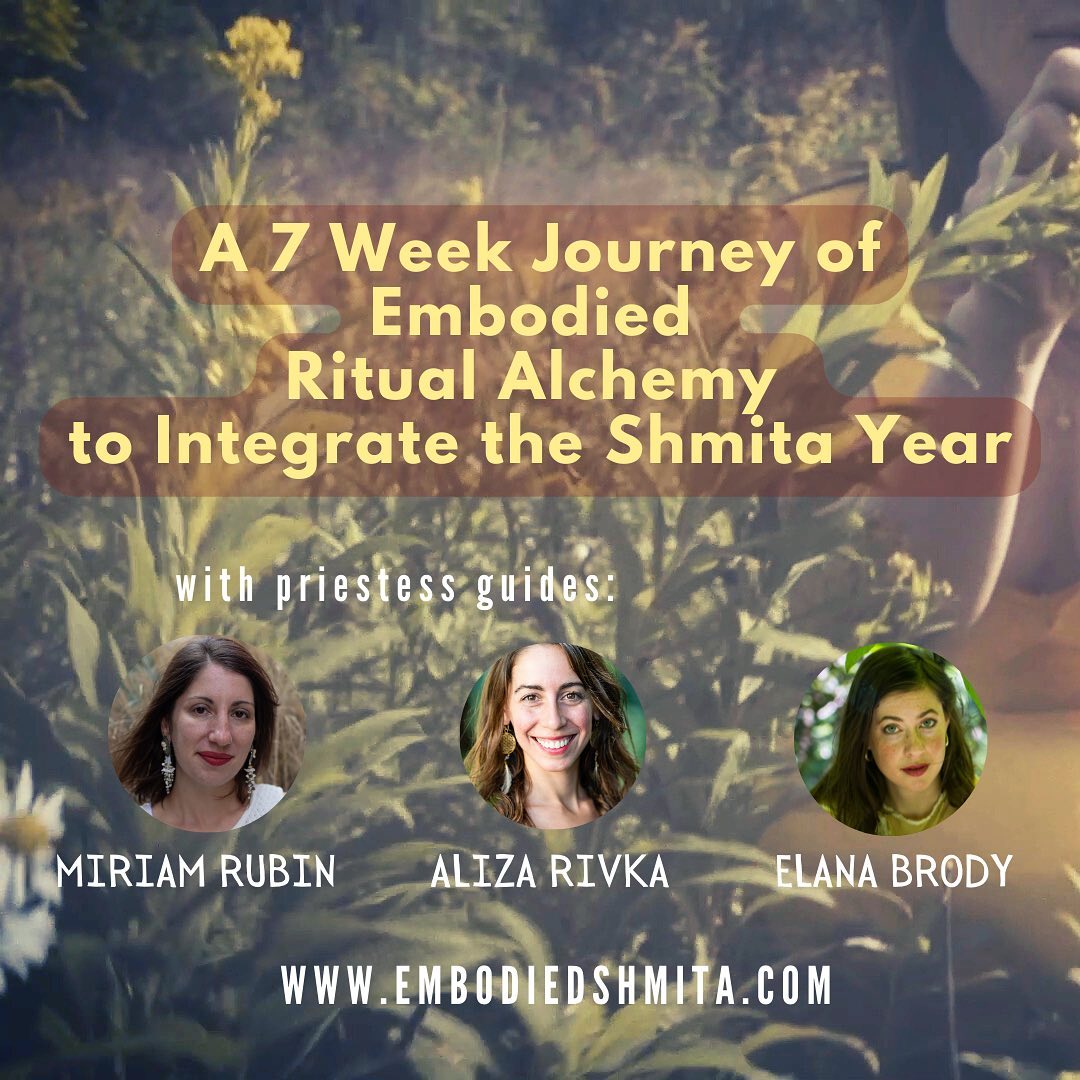 A 7 Week Journey of
Embodied
Ritual Alchemy
to Integrate the Shmita Year
with priestess guides:
MIRIAM RUBIN
ALIZA RIVKA
ELANA BRODY
WWW.EMBODIEDSHMITA.COM